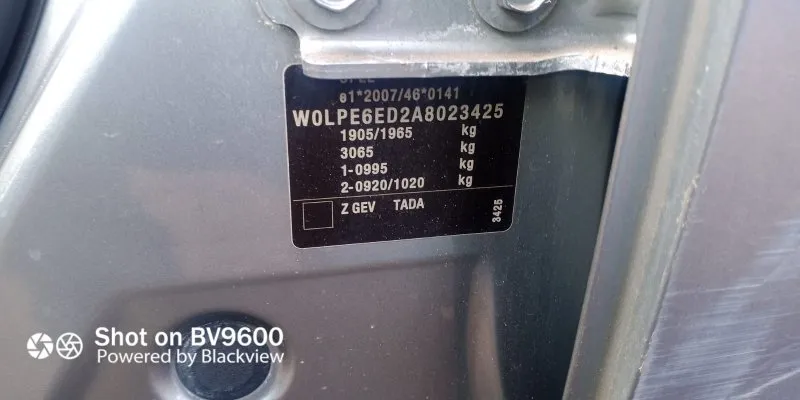 e1*2007/46*0141
W0LPE6ED2A8023425
1905/1965 kg
3065 kg
1-0995 kg
2-0920/1020 kg
Z GEV TADA
3425
Shot on BV9600
Powered by Blackview